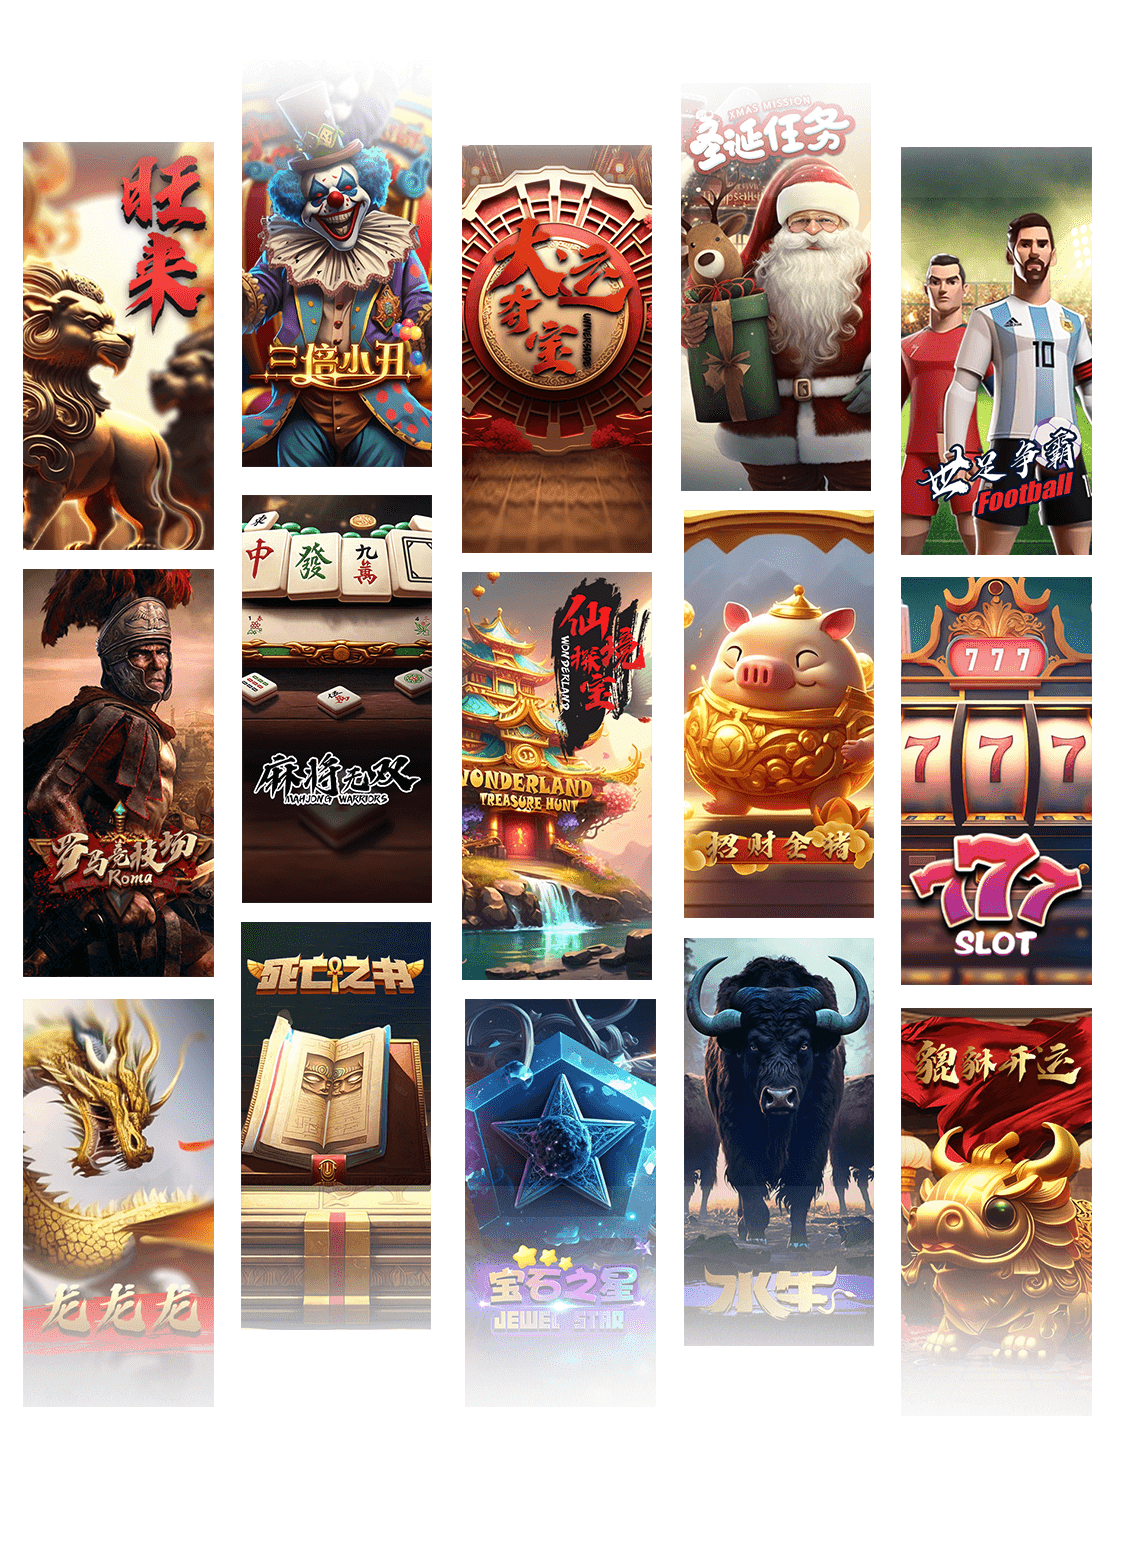 旺来
三倍小丑
大运
夺宝
XMAS MISSION
圣诞任务
10
世足争霸
Football
罗马竞技场
Roma
中
發
九萬
麻将无双
MAHJONG WARRIORS
仙境
探宝
WONDERLAND
WONDERLAND
TREASURE HUNT
招财金猪
777
7 7 7
777
SLOT
龙龙龙
死亡之书
宝石之星
JEWEL STAR
水牛
貔貅开运